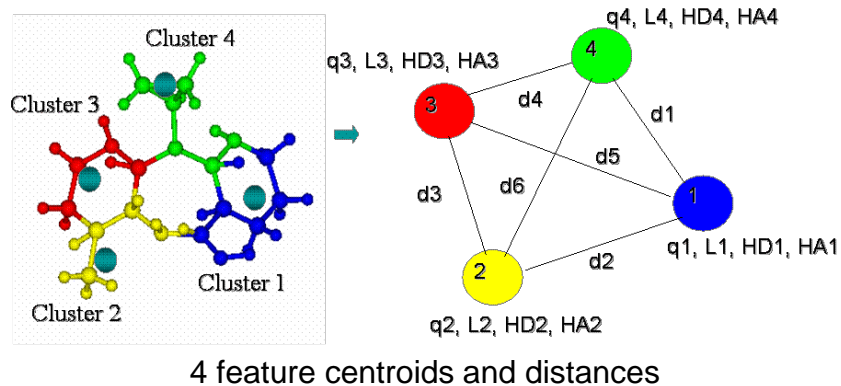 Cluster 4
Cluster 3
Cluster 2
Cluster 1
q4, L4, HD4, HA4
q3, L3, HD3, HA3
4
3
d4
d1
d5
d3
d6
1
q1, L1, HD1, HA1
d2
2
q2, L2, HD2, HA2
4 feature centroids and distances